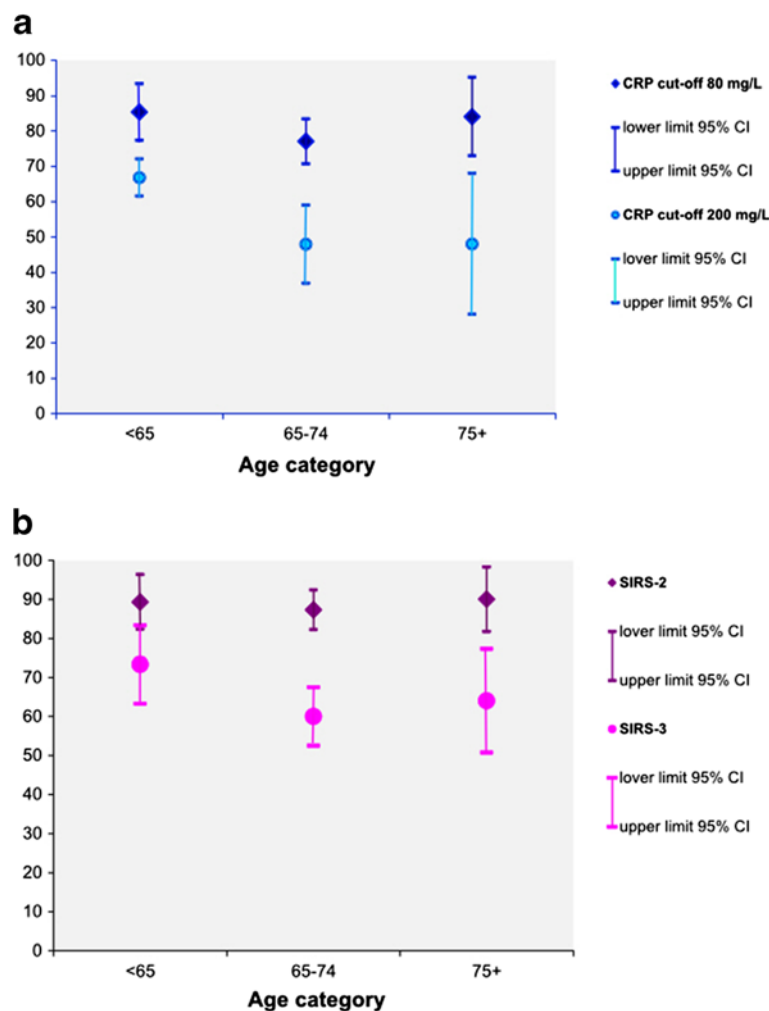 a
100
90
80
70
60
50
40
30
20
10
0
<65 65-74 75+
Age category
CRP cut-off 80 mg/L
lower limit 95% CI
upper limit 95% CI
CRP cut-off 200 mg/L
lover limit 95% CI
upper limit 95% CI
b
100
90
80
70
60
50
40
30
20
10
0
<65 65-74 75+
Age category
SIRS-2
lover limit 95% CI
upper limit 95% CI
SIRS-3
lover limit 95% CI
upper limit 95% CI